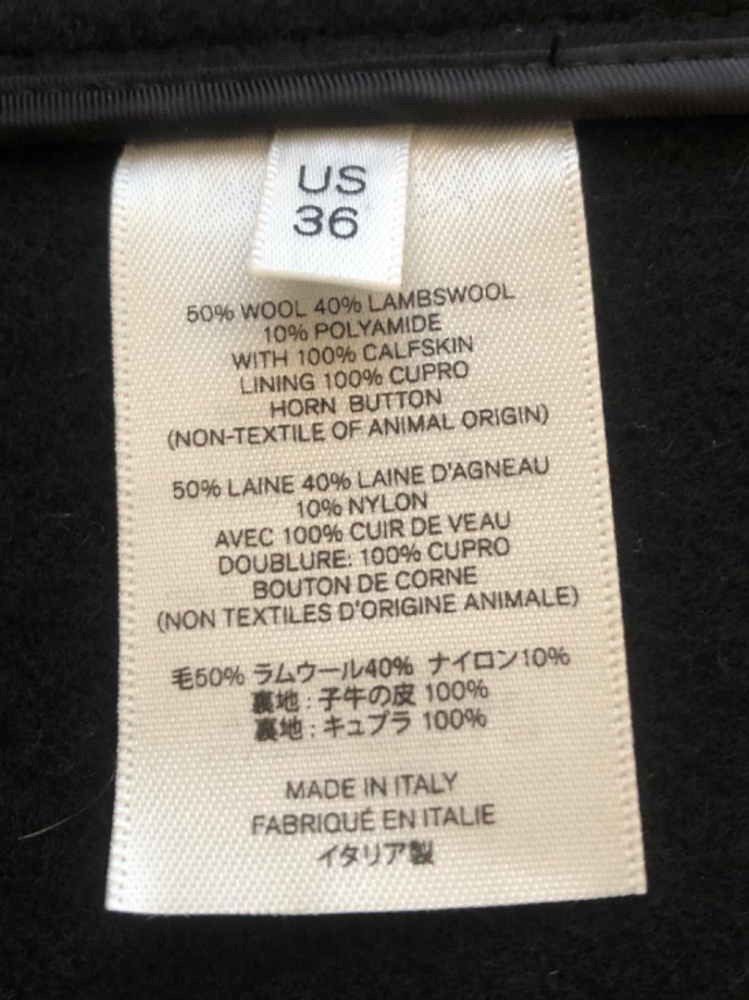 US
36
50% WOOL 40% LAMBSWOOL
10% POLYAMIDE
WITH 100% CALFSKIN
LINING 100% CUPRO
HORN BUTTON
(NON-TEXTILE OF ANIMAL ORIGIN)
50% LAINE 40% LAINE D'AGNEAU
10% NYLON
AVEC 100% CUIR DE VEAU
DOUBLURE: 100% CUPRO
BOUTON DE CORNE
(NON TEXTILES D'ORIGINE ANIMALE)
毛50% ラムウール40% ナイロン10%
裏地 : 子牛の皮 100%
裏地 : キュプラ 100%
MADE IN ITALY
FABRIQUÉ EN ITALIE
イタリア製